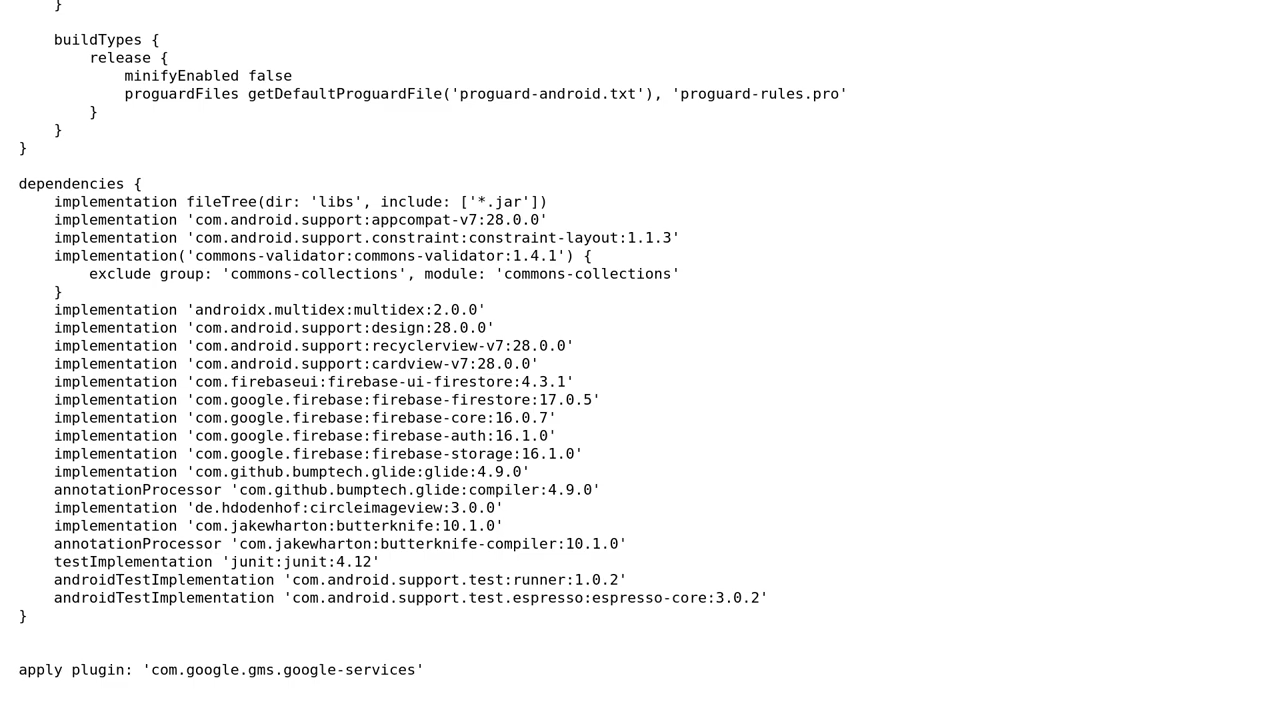 }

    buildTypes {
        release {
            minifyEnabled false
            proguardFiles getDefaultProguardFile('proguard-android.txt'), 'proguard-rules.pro'
        }
    }
}

dependencies {
    implementation fileTree(dir: 'libs', include: ['*.jar'])
    implementation 'com.android.support:appcompat-v7:28.0.0'
    implementation 'com.android.support.constraint:constraint-layout:1.1.3'
    implementation('commons-validator:commons-validator:1.4.1') {
        exclude group: 'commons-collections', module: 'commons-collections'
    }
    implementation 'androidx.multidex:multidex:2.0.0'
    implementation 'com.android.support:design:28.0.0'
    implementation 'com.android.support:recyclerview-v7:28.0.0'
    implementation 'com.android.support:cardview-v7:28.0.0'
    implementation 'com.firebaseui:firebase-ui-firestore:4.3.1'
    implementation 'com.google.firebase:firebase-firestore:17.0.5'
    implementation 'com.google.firebase:firebase-core:16.0.7'
    implementation 'com.google.firebase:firebase-auth:16.1.0'
    implementation 'com.google.firebase:firebase-storage:16.1.0'
    implementation 'com.github.bumptech.glide:glide:4.9.0'
    annotationProcessor 'com.github.bumptech.glide:compiler:4.9.0'
    implementation 'de.hdodenhof:circleimageview:3.0.0'
    implementation 'com.jakewharton:butterknife:10.1.0'
    annotationProcessor 'com.jakewharton:butterknife-compiler:10.1.0'
    testImplementation 'junit:junit:4.12'
    androidTestImplementation 'com.android.support.test:runner:1.0.2'
    androidTestImplementation 'com.android.support.test.espresso:espresso-core:3.0.2'
}


apply plugin: 'com.google.gms.google-services'